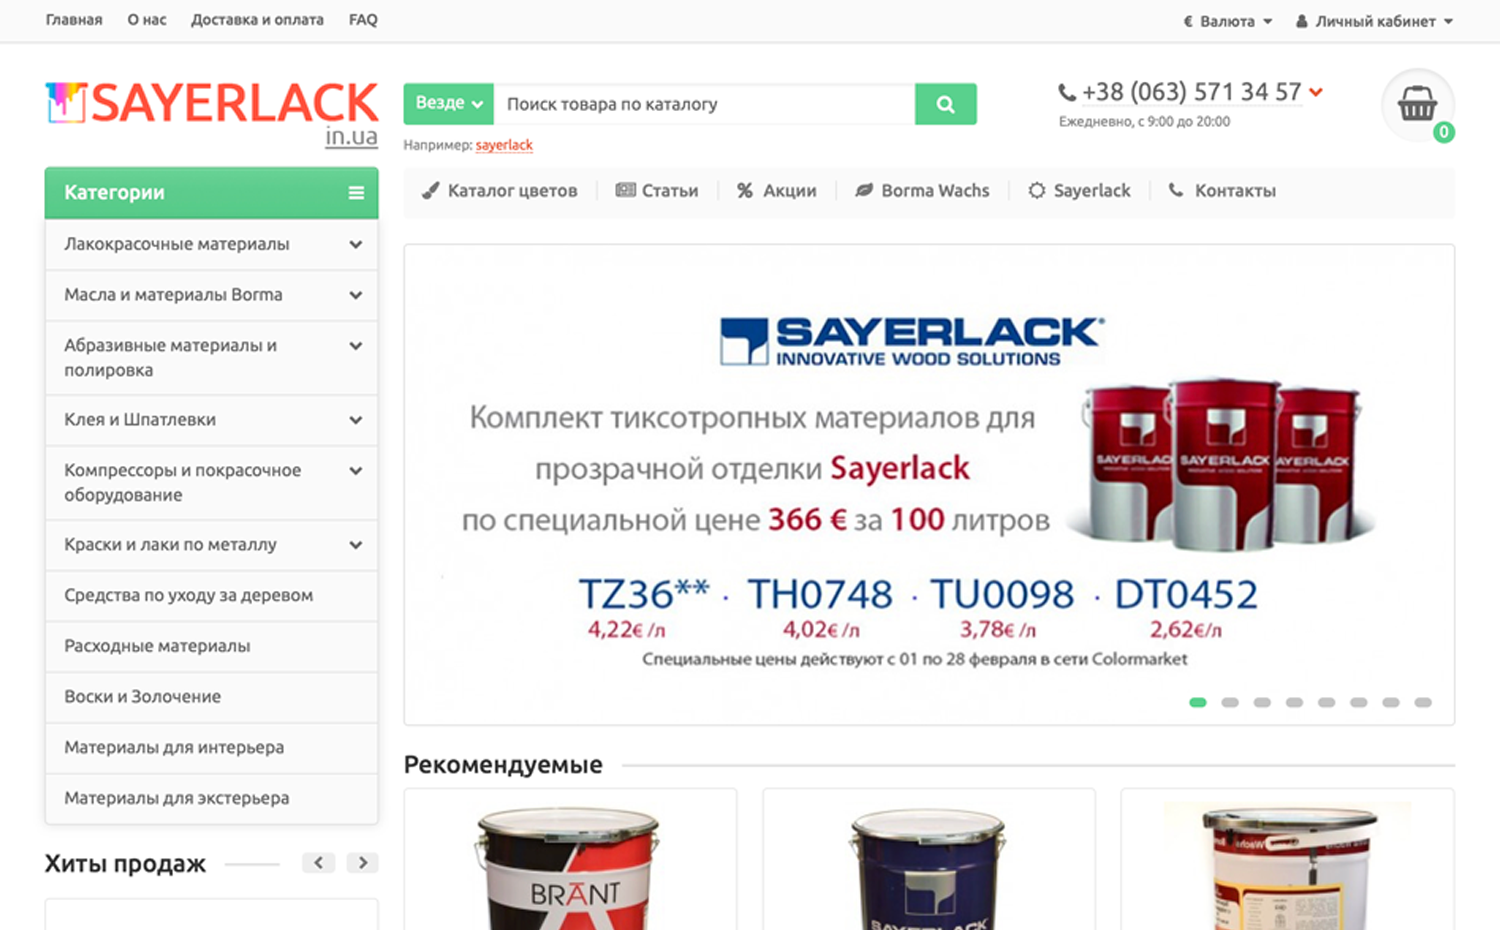 Главная О нас Доставка и оплата FAQ
€ Валюта Личный кабинет
SAYERLACK
in.ua
Везде Поиск товара по каталогу
Например: sayerlack
+38 (063) 571 34 57
Ежедневно, с 9:00 до 20:00
0
Категории
Лакокрасочные материалы
Масла и материалы Borma
Абразивные материалы и
полировка
Клея и Шпатлевки
Компрессоры и покрасочное
оборудование
Краски и лаки по металлу
Средства по уходу за деревом
Расходные материалы
Воски и Золочение
Материалы для интерьера
Материалы для экстерьера
Хиты продаж
Каталог цветов Статьи % Акции Borma Wachs Sayerlack Контакты
SAYERLACK®
INNOVATIVE WOOD SOLUTIONS
Комплект тиксотропных материалов для
прозрачной отделки Sayerlack
по специальной цене 366 € за 100 литров
SAYERLACK SAYERLACK SAYERLACK
TZ36** · TH0748 · TU0098 · DT0452
4,22€ /л 4,02€ /л 3,78€ /л 2,62€/л
Специальные цены действуют с 01 по 28 февраля в сети Colormarket
Рекомендуемые
BRANT
SAYERLACK